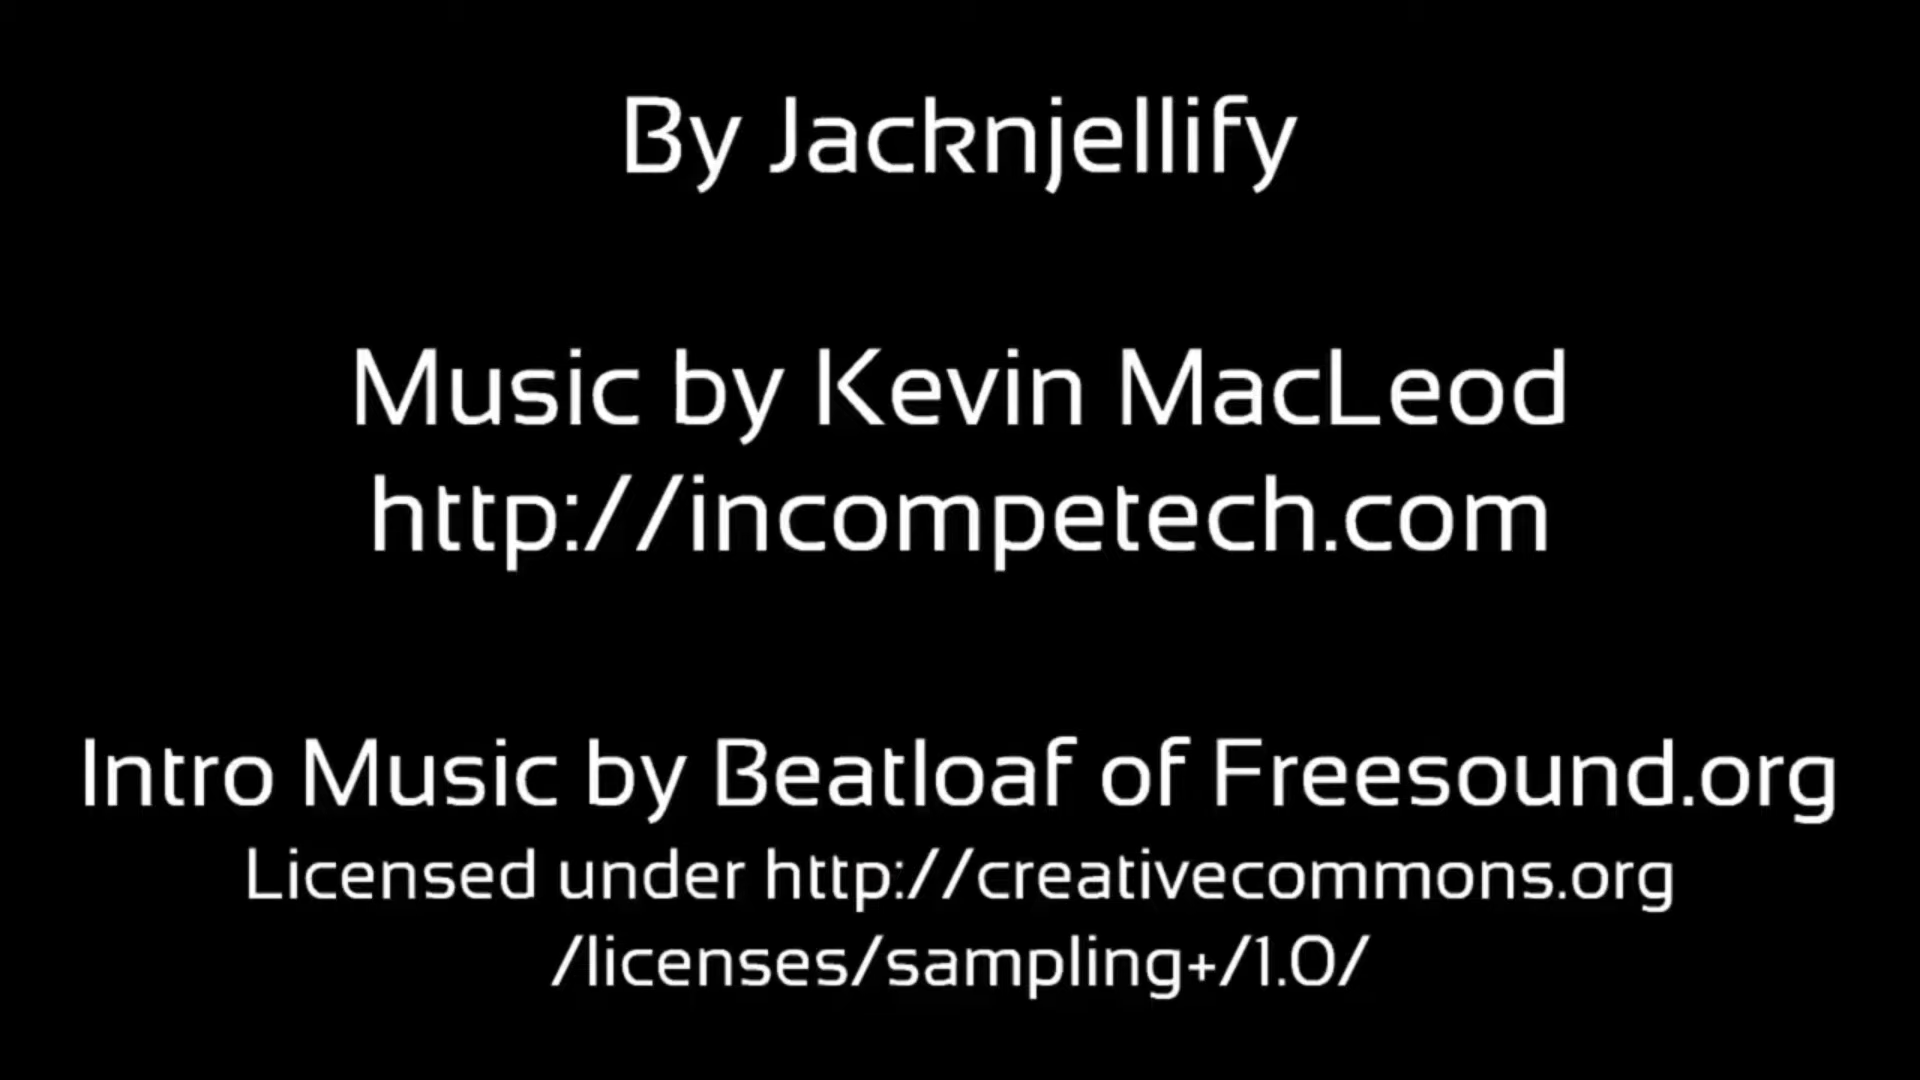 By Jacknjellify
Music by Kevin MacLeod
http://incompetech.com
Intro Music by Beatloaf of Freesound.org
Licensed under http://creativecommons.org
/licenses/sampling+/1.0/